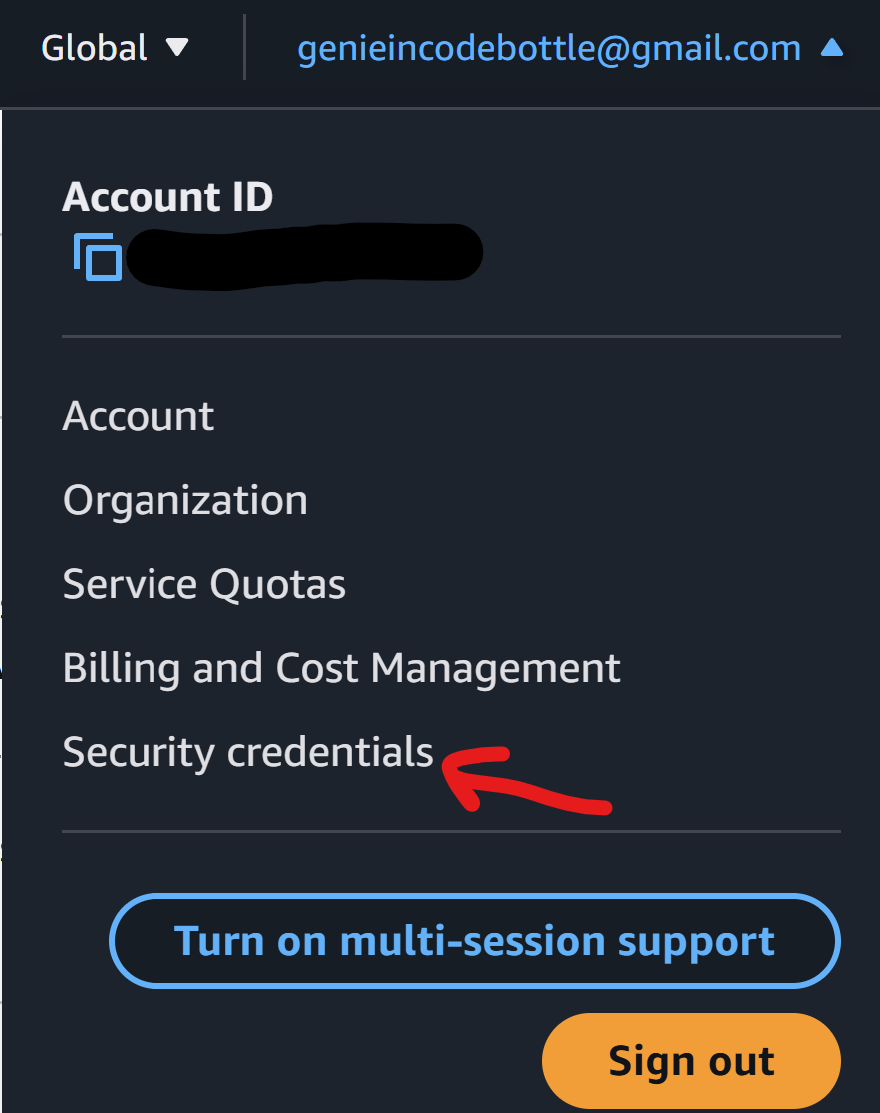 Global genieincodebottle@gmail.com
Account ID
Account
Organization
Service Quotas
Billing and Cost Management
Security credentials
Turn on multi-session support
Sign out